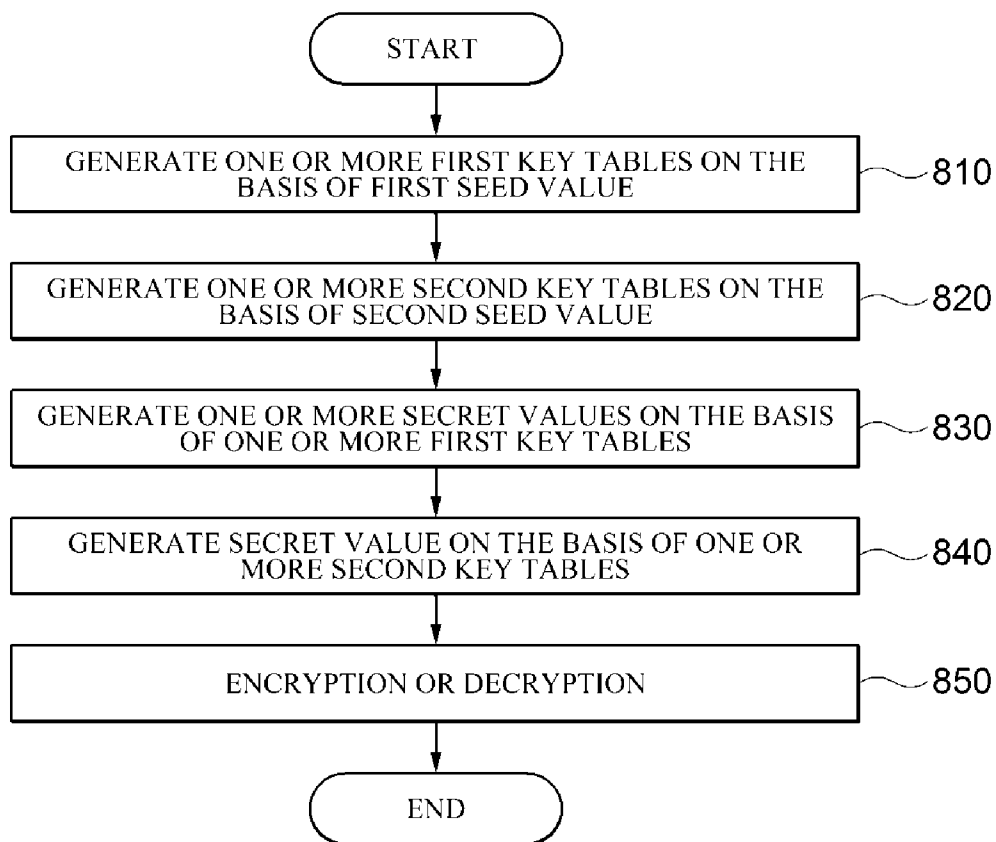 START
GENERATE ONE OR MORE FIRST KEY TABLES ON THE
BASIS OF FIRST SEED VALUE
810
GENERATE ONE OR MORE SECOND KEY TABLES ON THE
BASIS OF SECOND SEED VALUE
820
GENERATE ONE OR MORE SECRET VALUES ON THE BASIS
OF ONE OR MORE FIRST KEY TABLES
830
GENERATE SECRET VALUE ON THE BASIS OF ONE OR
MORE SECOND KEY TABLES
840
ENCRYPTION OR DECRYPTION
850
END